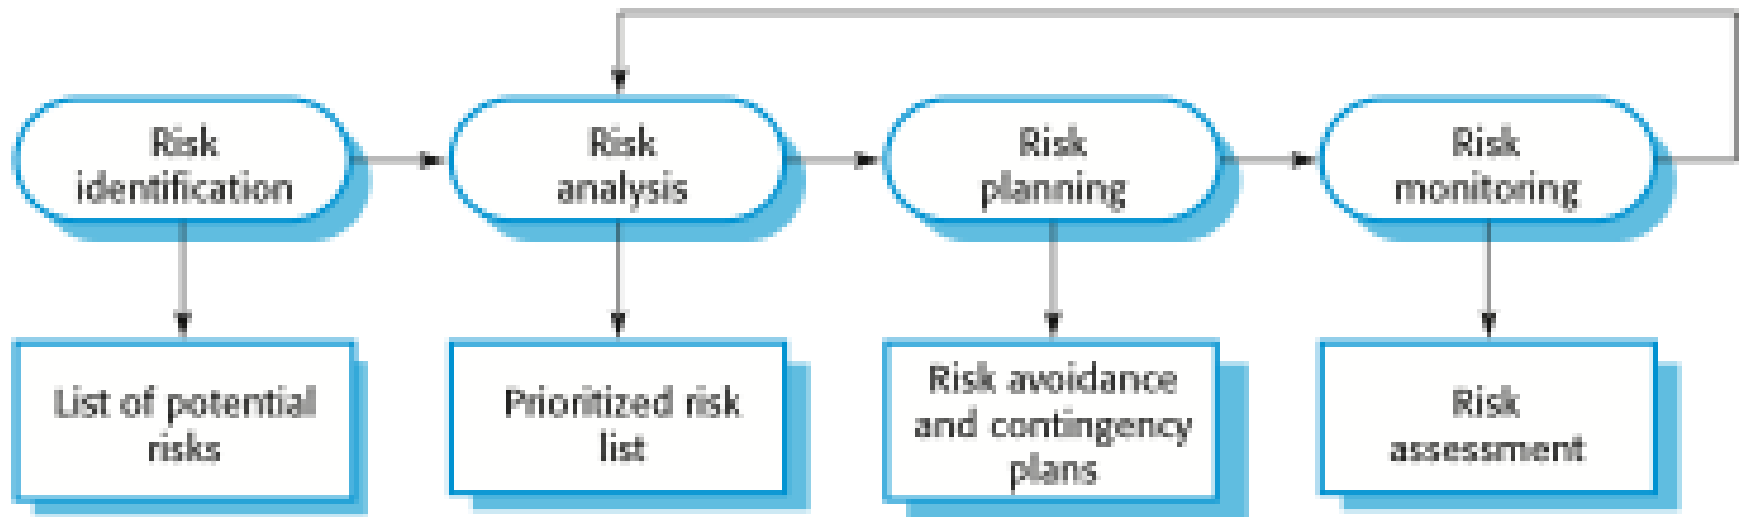 Risk
identification
Risk
analysis
Risk
planning
Risk
monitoring
List of potential
risks
Prioritized risk
list
Risk avoidance
and contingency
plans
Risk
assessment